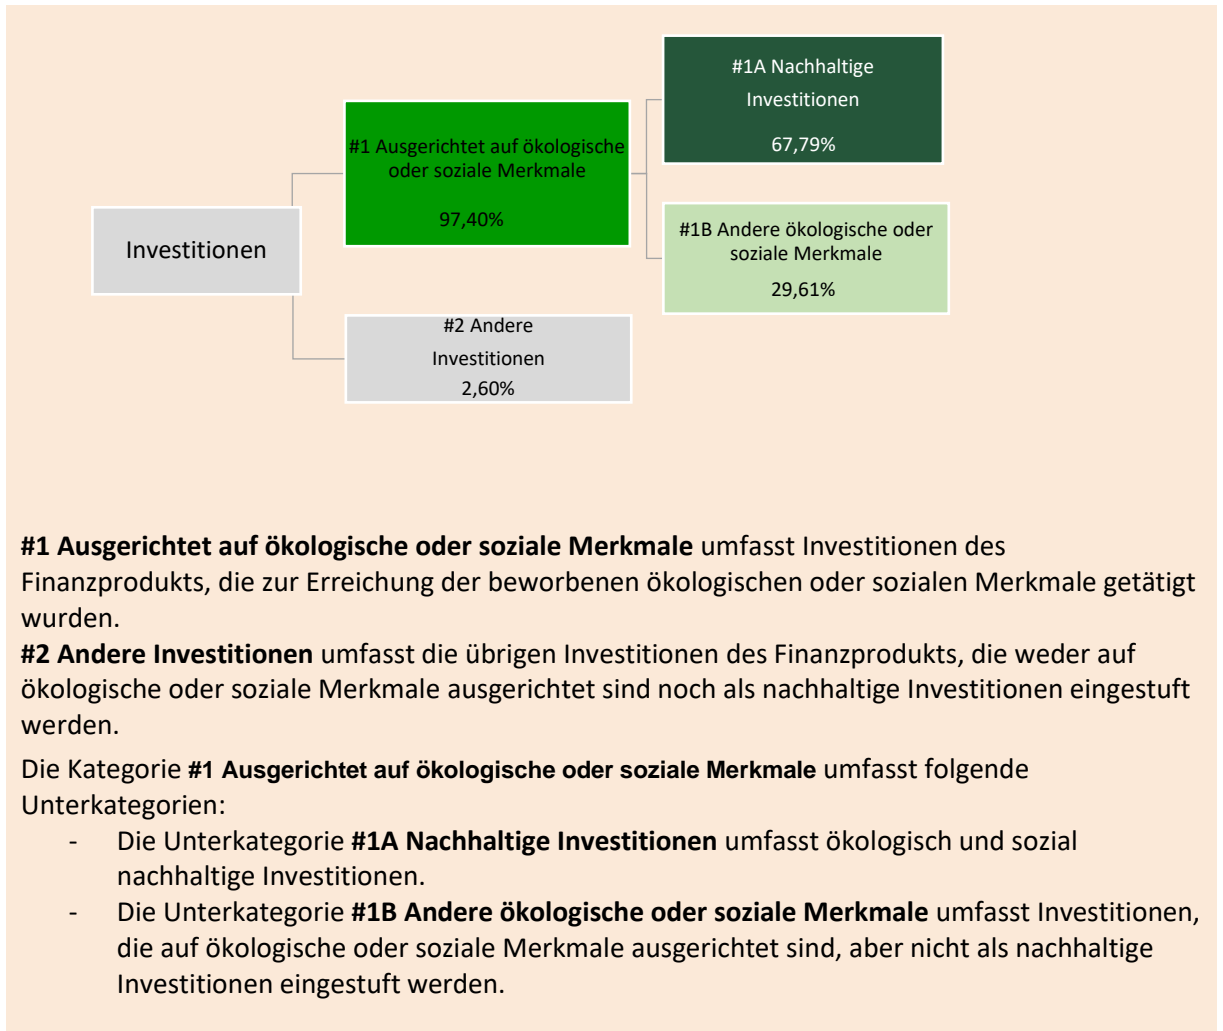 #1A Nachhaltige
Investitionen
67,79%
#1 Ausgerichtet auf ökologische
oder soziale Merkmale
97,40%
Investitionen
#1B Andere ökologische oder
soziale Merkmale
29,61%
#2 Andere
Investitionen
2,60%
#1 Ausgerichtet auf ökologische oder soziale Merkmale umfasst Investitionen des
Finanzprodukts, die zur Erreichung der beworbenen ökologischen oder sozialen Merkmale getätigt
wurden.
#2 Andere Investitionen umfasst die übrigen Investitionen des Finanzprodukts, die weder auf
ökologische oder soziale Merkmale ausgerichtet sind noch als nachhaltige Investitionen eingestuft
werden.
Die Kategorie #1 Ausgerichtet auf ökologische oder soziale Merkmale umfasst folgende
Unterkategorien:
- Die Unterkategorie #1A Nachhaltige Investitionen umfasst ökologisch und sozial
nachhaltige Investitionen.
- Die Unterkategorie #1B Andere ökologische oder soziale Merkmale umfasst Investitionen,
die auf ökologische oder soziale Merkmale ausgerichtet sind, aber nicht als nachhaltige
Investitionen eingestuft werden.